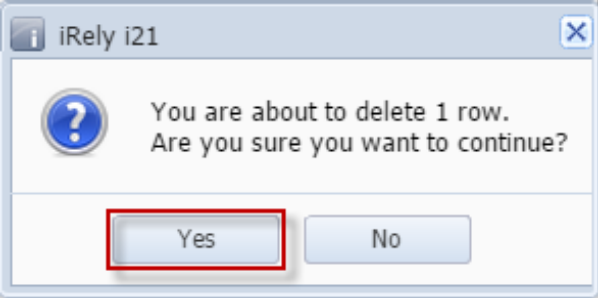 iRely i21
You are about to delete 1 row.
Are you sure you want to continue?
Yes
No